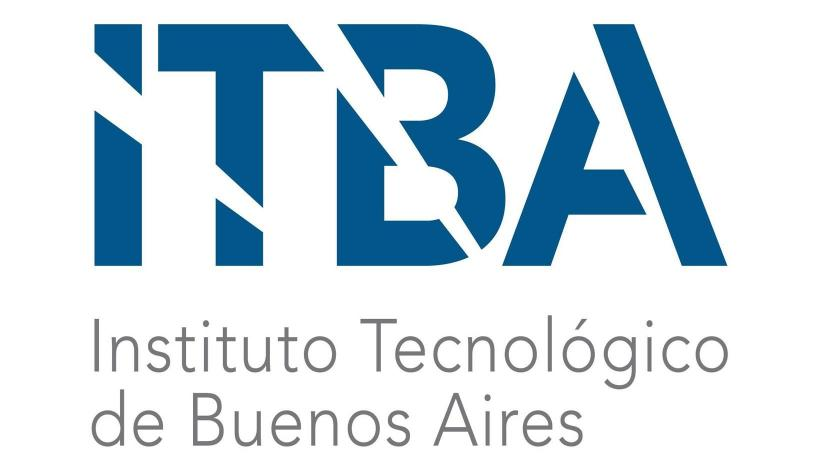 ITBA
Instituto Tecnológico
de Buenos Aires